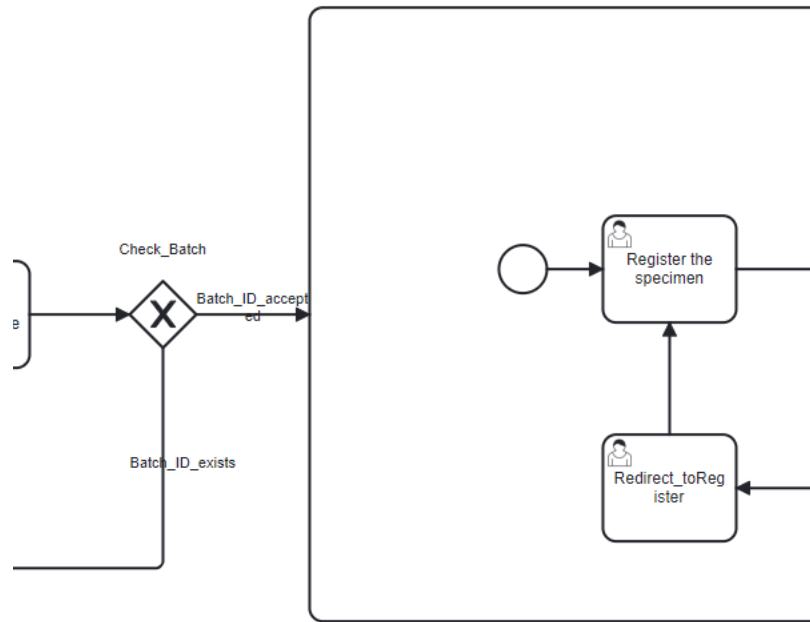 Check_Batch
e
Batch_ID_accept
ed
Batch_ID_exists
Register the
specimen
Redirect_toReg
ister